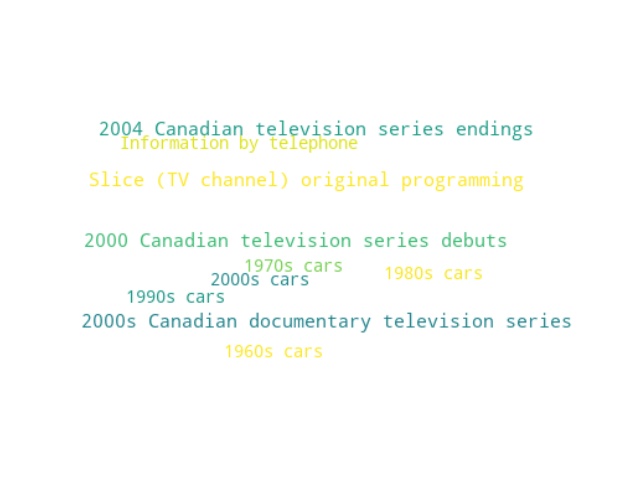 2004 Canadian television series endings
Information by telephone
Slice (TV channel) original programming
2000 Canadian television series debuts
1970s cars
1980s cars
2000s cars
1990s cars
2000s Canadian documentary television series
1960s cars